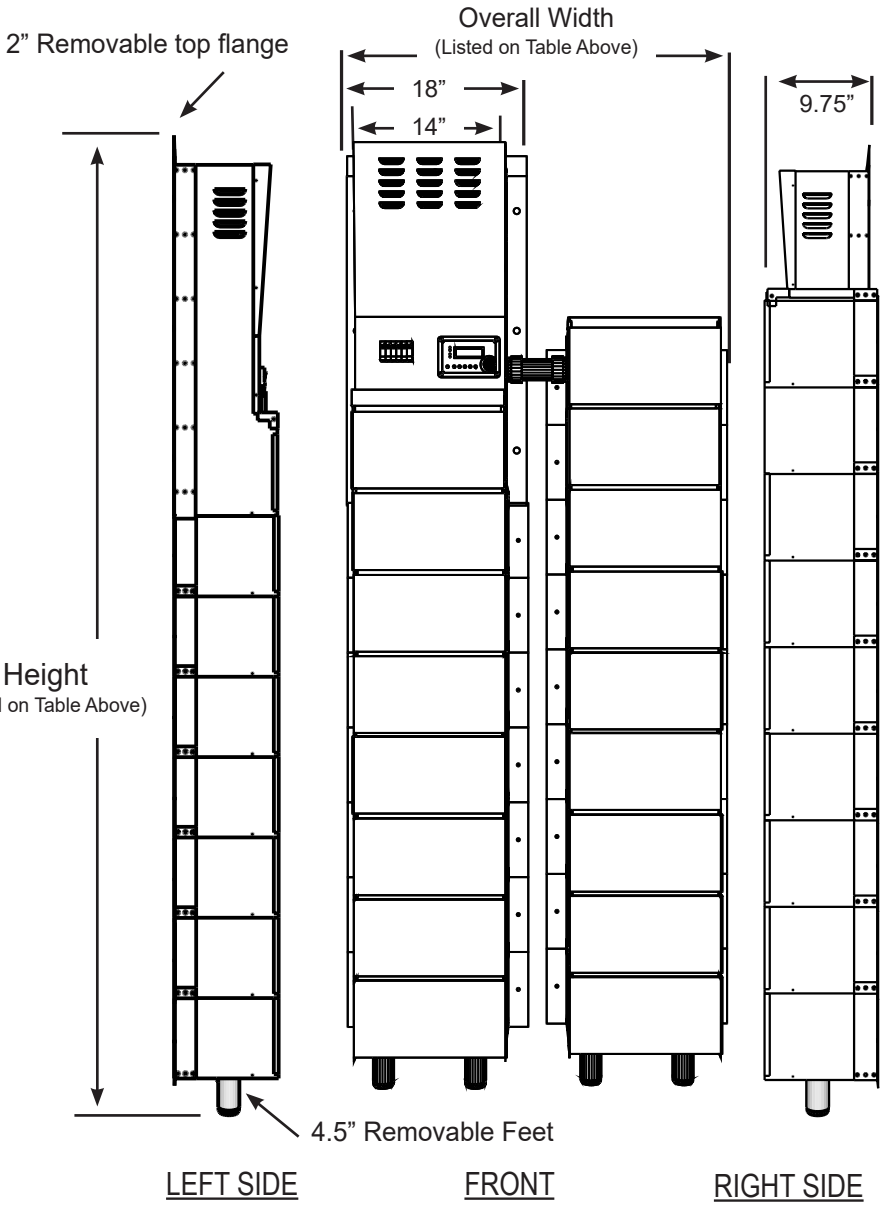 Overall Width
(Listed on Table Above)
2” Removable top flange
18”
14”
9.75”
Height
on Table Above)
4.5” Removable Feet
LEFT SIDE
FRONT
RIGHT SIDE